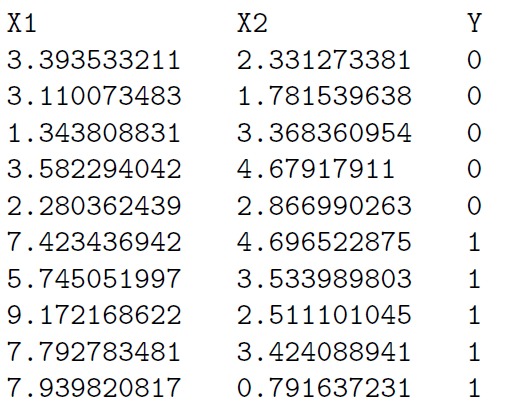 X1 X2 Y
3.393533211 2.331273381 0
3.110073483 1.781539638 0
1.343808831 3.368360954 0
3.582294042 4.67917911 0
2.280362439 2.866990263 0
7.423436942 4.696522875 1
5.745051997 3.533989803 1
9.172168622 2.511101045 1
7.792783481 3.424088941 1
7.939820817 0.791637231 1